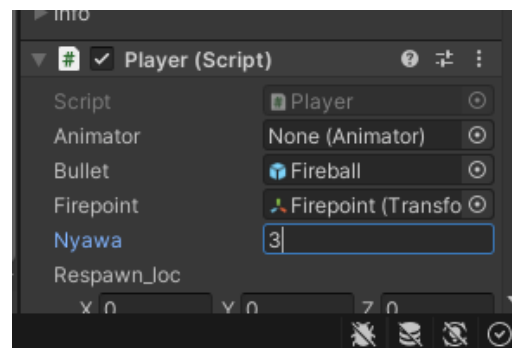 Info
# Player (Script)
Script Player
Animator None (Animator)
Bullet Fireball
Firepoint Firepoint (Transfo
Nyawa 3
Respawn_loc
X 0 Y 0 Z 0